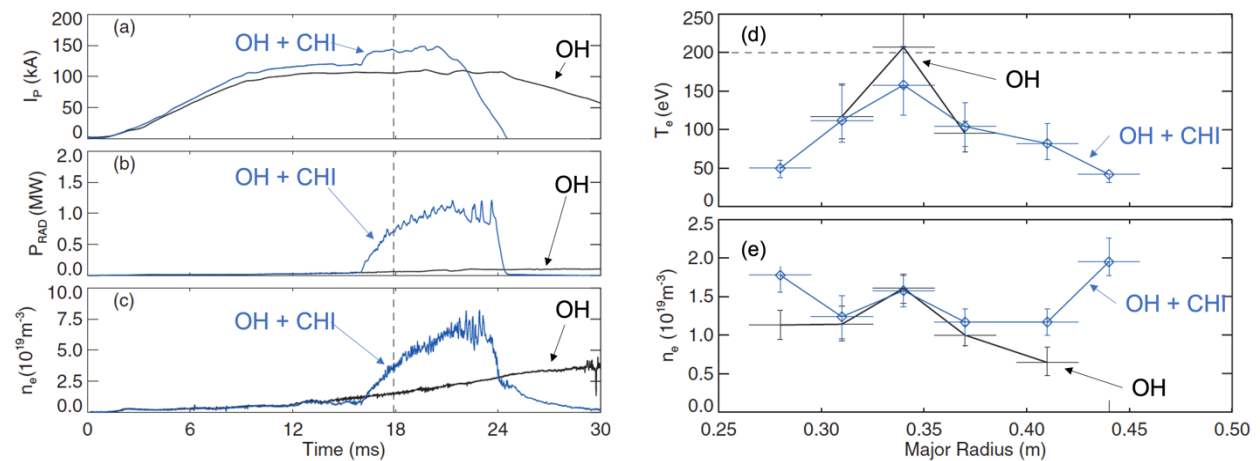 (a)
I_P (kA)
200
150
100
50
0
OH + CHI
OH
(b)
P_RAD (MW)
2.0
1.5
1.0
0.5
0.0
OH + CHI
OH
(c)
n_e(10^19m^-3)
10.0
7.5
5.0
2.5
0.0
OH + CHI
OH
0 6 12 18 24 30
Time (ms)
(d)
T_e (eV)
250
200
150
100
50
0
OH
OH + CHI
(e)
n_e (10^19m^-3)
2.5
2.0
1.5
1.0
0.5
0.0
OH + CHI
OH
0.25 0.30 0.35 0.40 0.45 0.50
Major Radius (m)